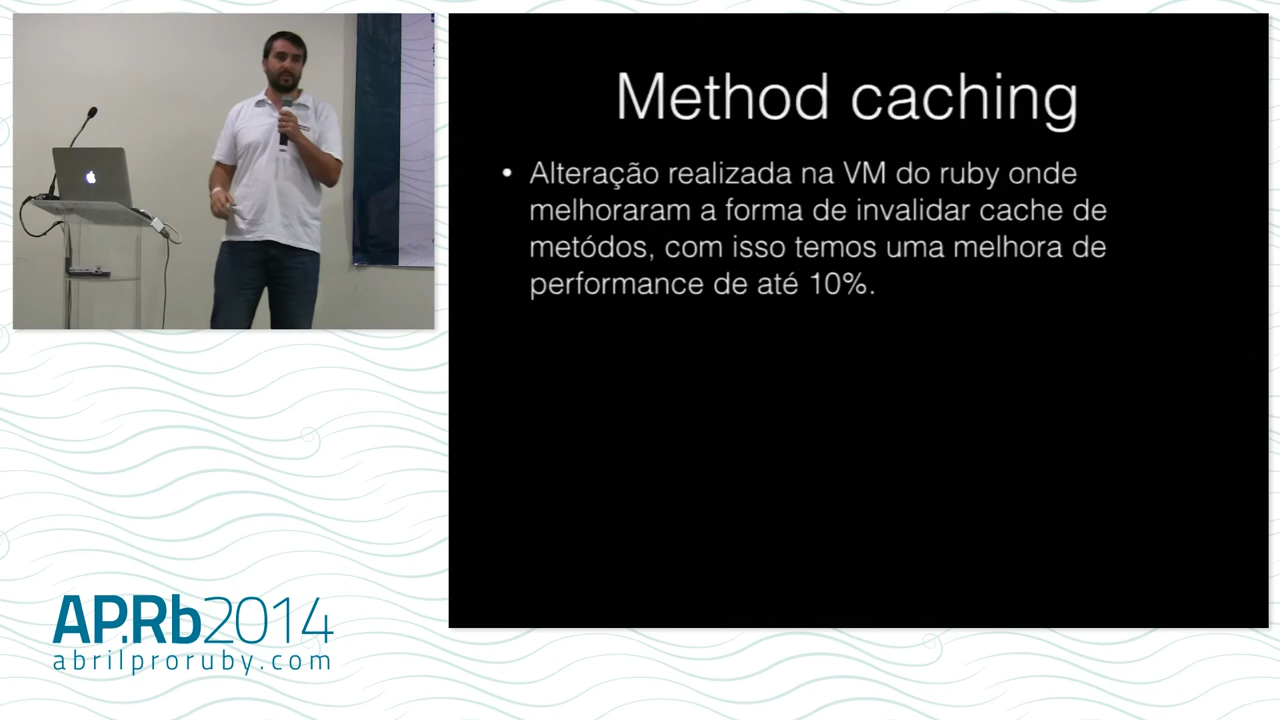 Method caching
• Alteração realizada na VM do ruby onde
melhoraram a forma de invalidar cache de
metódos, com isso temos uma melhora de
performance de até 10%.
AP.Rb2014
abrilproruby.com